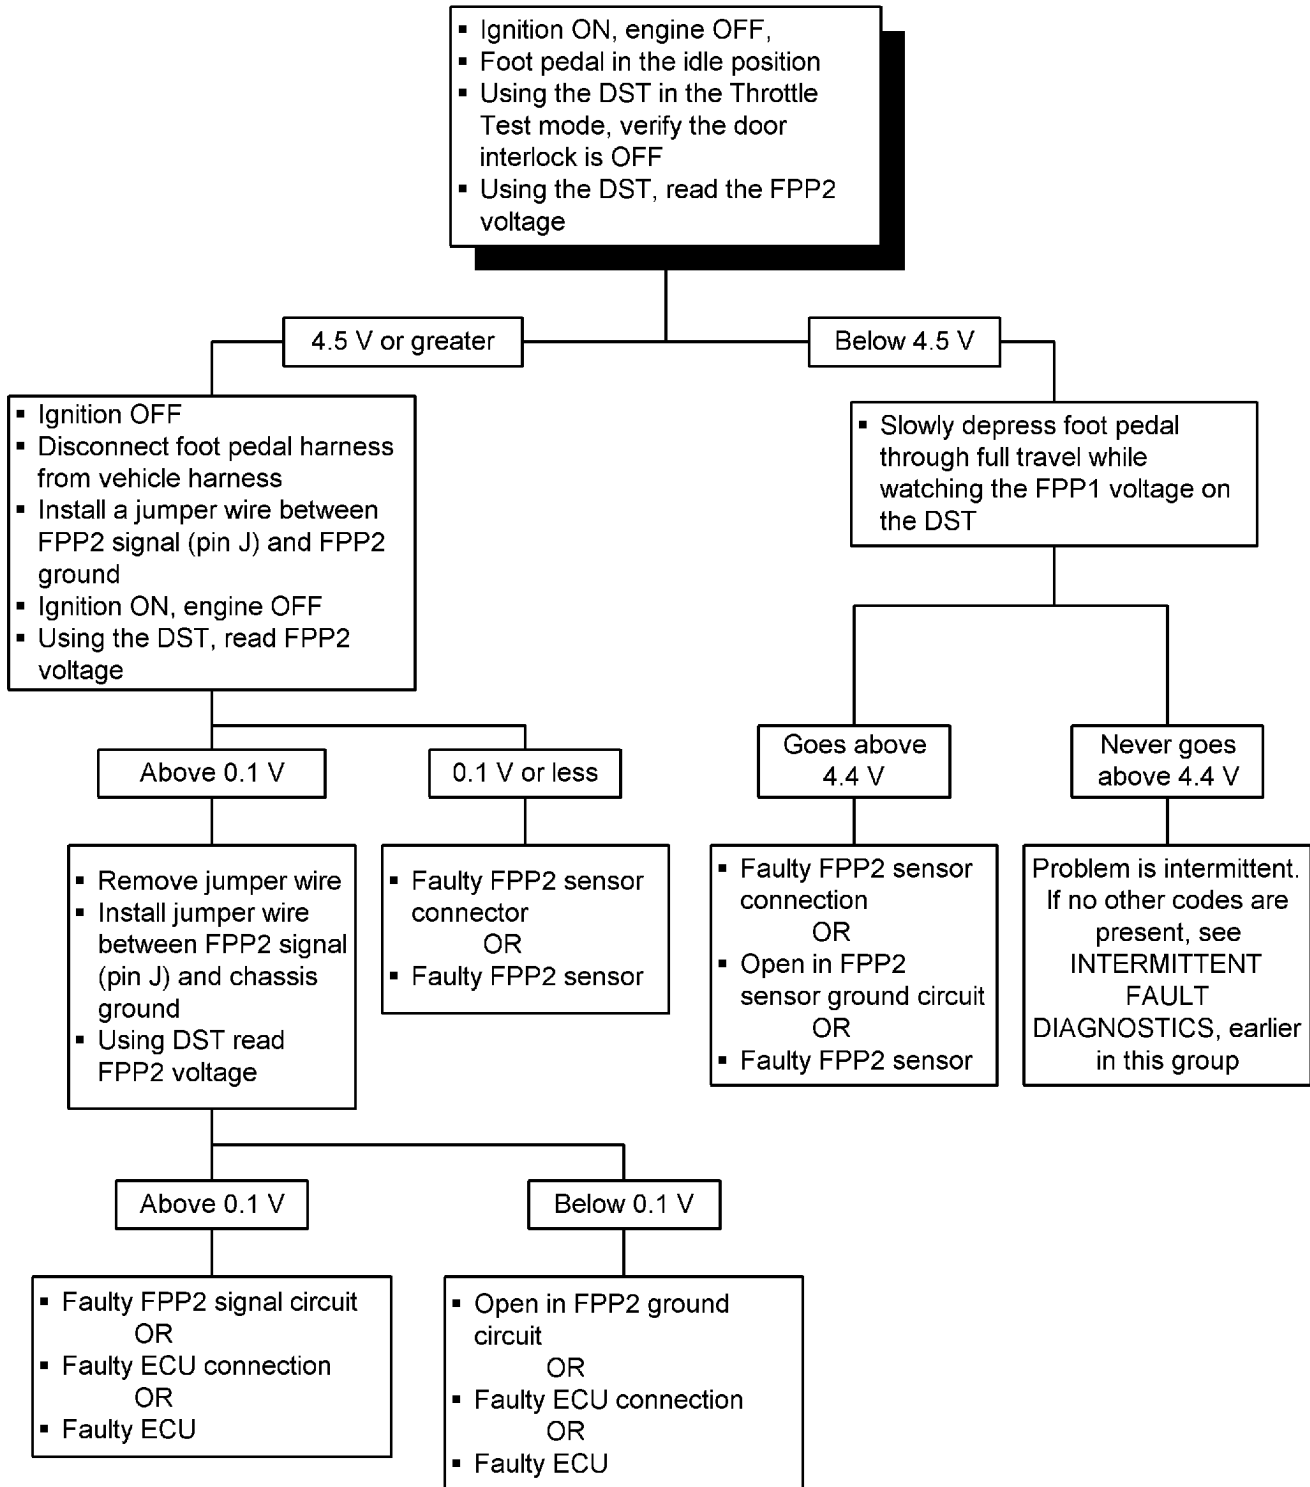 ▪ Ignition ON, engine OFF,
▪ Foot pedal in the idle position
▪ Using the DST in the Throttle
Test mode, verify the door
interlock is OFF
▪ Using the DST, read the FPP2
voltage
4.5 V or greater
Below 4.5 V
▪ Ignition OFF
▪ Disconnect foot pedal harness
from vehicle harness
▪ Install a jumper wire between
FPP2 signal (pin J) and FPP2
ground
▪ Ignition ON, engine OFF
▪ Using the DST, read FPP2
voltage
▪ Slowly depress foot pedal
through full travel while
watching the FPP1 voltage on
the DST
Above 0.1 V
0.1 V or less
Goes above
4.4 V
Never goes
above 4.4 V
▪ Remove jumper wire
▪ Install jumper wire
between FPP2 signal
(pin J) and chassis
ground
▪ Using DST read
FPP2 voltage
▪ Faulty FPP2 sensor
connector
OR
▪ Faulty FPP2 sensor
▪ Faulty FPP2 sensor
connection
OR
▪ Open in FPP2
sensor ground circuit
OR
▪ Faulty FPP2 sensor
Problem is intermittent.
If no other codes are
present, see
INTERMITTENT
FAULT
DIAGNOSTICS, earlier
in this group
Above 0.1 V
Below 0.1 V
▪ Faulty FPP2 signal circuit
OR
▪ Faulty ECU connection
OR
▪ Faulty ECU
▪ Open in FPP2 ground
circuit
OR
▪ Faulty ECU connection
OR
▪ Faulty ECU